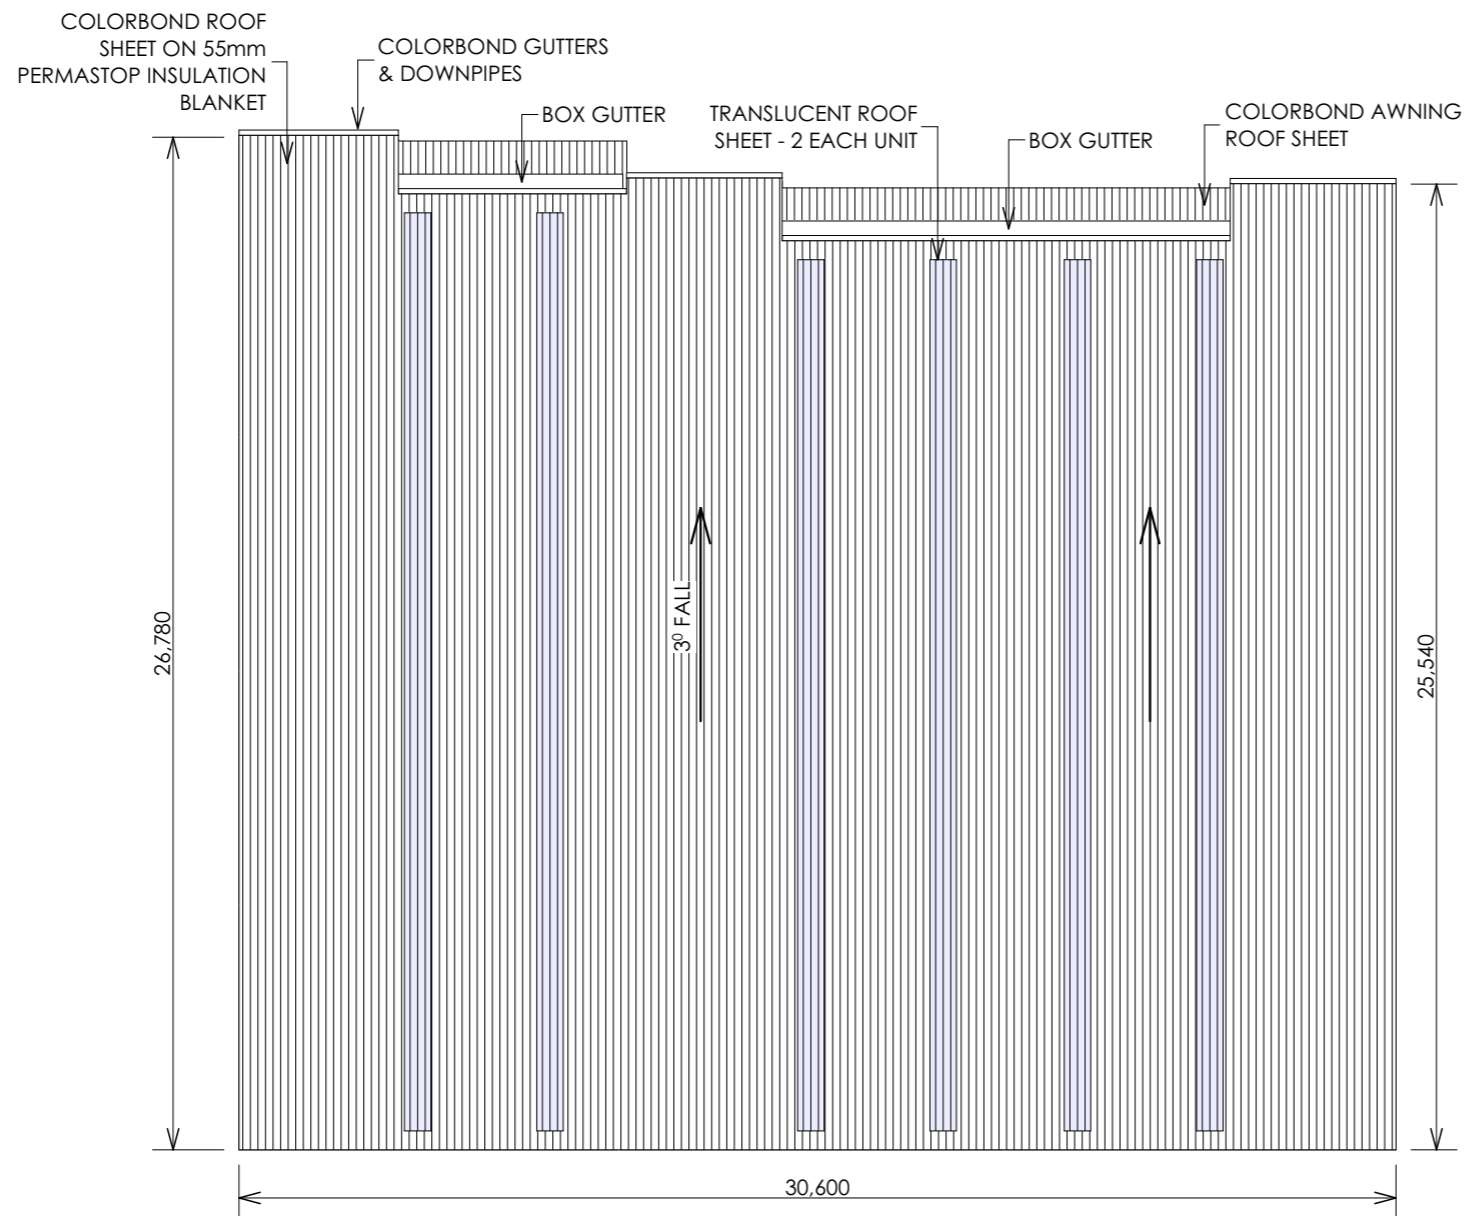 COLORBOND ROOF
SHEET ON 55mm
PERMASTOP INSULATION
BLANKET
COLORBOND GUTTERS
& DOWNPIPES
BOX GUTTER
TRANSLUCENT ROOF
SHEET - 2 EACH UNIT
BOX GUTTER
COLORBOND AWNING
ROOF SHEET
26,780
3⁰ FALL
25,540
30,600